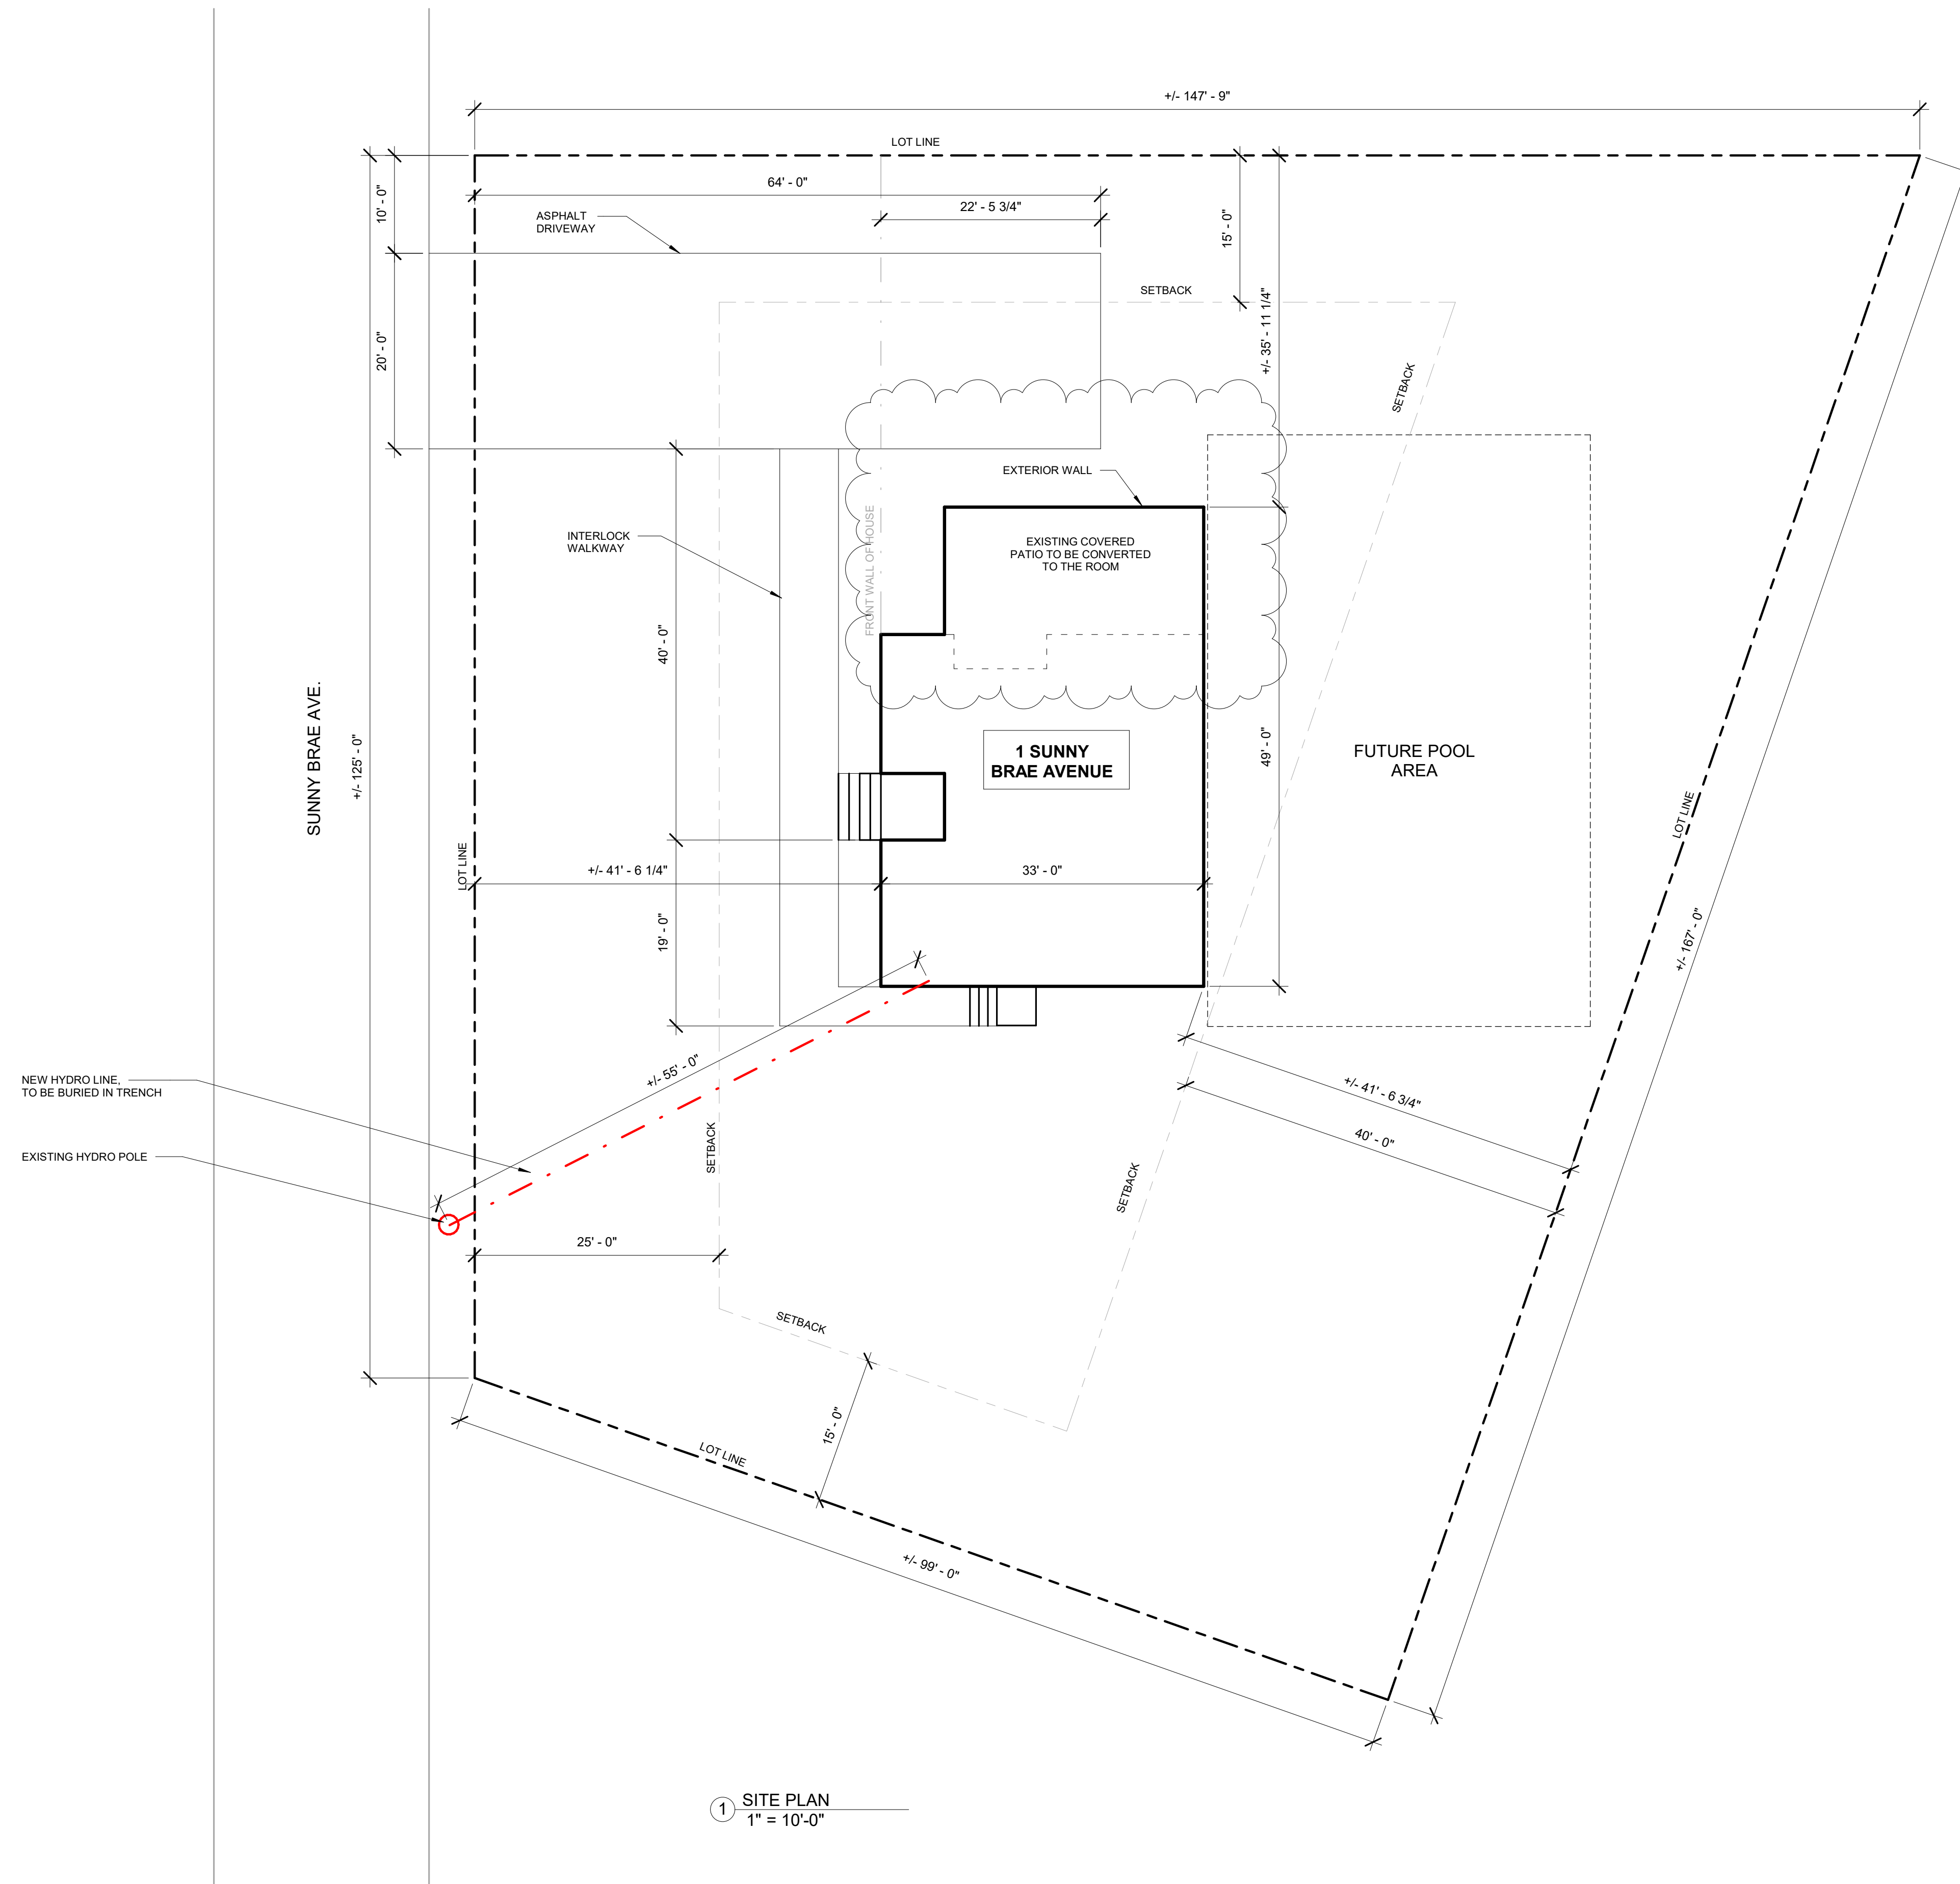 +/- 147' - 9"
LOT LINE
64' - 0"
22' - 5 3/4"
10' - 0"
ASPHALT
DRIVEWAY
15' - 0"
SETBACK
+/- 35' - 11 1/4"
20' - 0"
SETBACK
EXTERIOR WALL
FRONT WALL OF HOUSE
INTERLOCK
WALKWAY
EXISTING COVERED
PATIO TO BE CONVERTED
TO THE ROOM
40' - 0"
SUNNY BRAE AVE.
+/- 125' - 0"
1 SUNNY
BRAE AVENUE
49' - 0"
FUTURE POOL
AREA
LOT LINE
LOT LINE
+/- 41' - 6 1/4"
33' - 0"
19' - 0"
+/- 167' - 0"
+/- 55' - 0"
NEW HYDRO LINE,
TO BE BURIED IN TRENCH
+/- 41' - 6 3/4"
40' - 0"
EXISTING HYDRO POLE
SETBACK
SETBACK
25' - 0"
SETBACK
15' - 0"
LOT LINE
+/- 99' - 0"
1 SITE PLAN
1" = 10'-0"